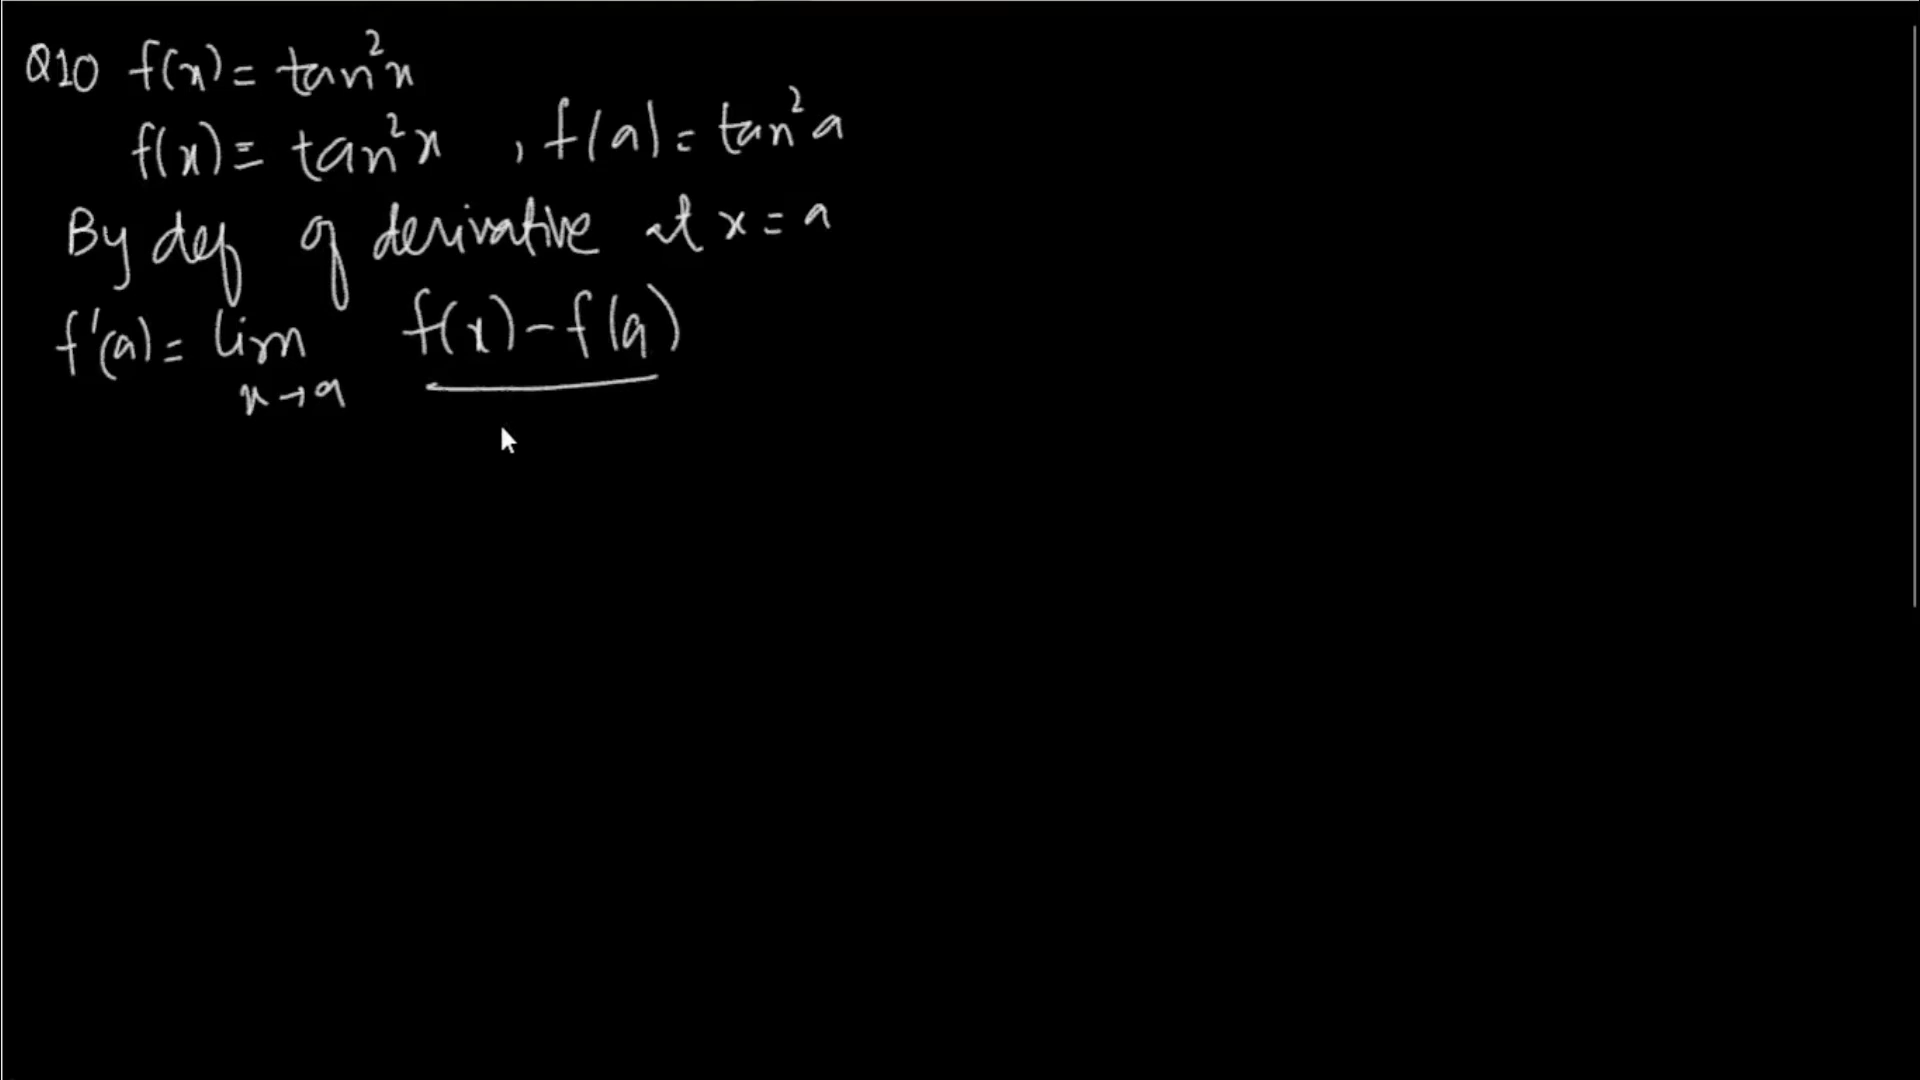 Q10 f(x) = tan²x
f(x) = tan²x , f(a) = tan²a
By def of derivative at x = a
f'(a) = lim x→a f(x) - f(a)